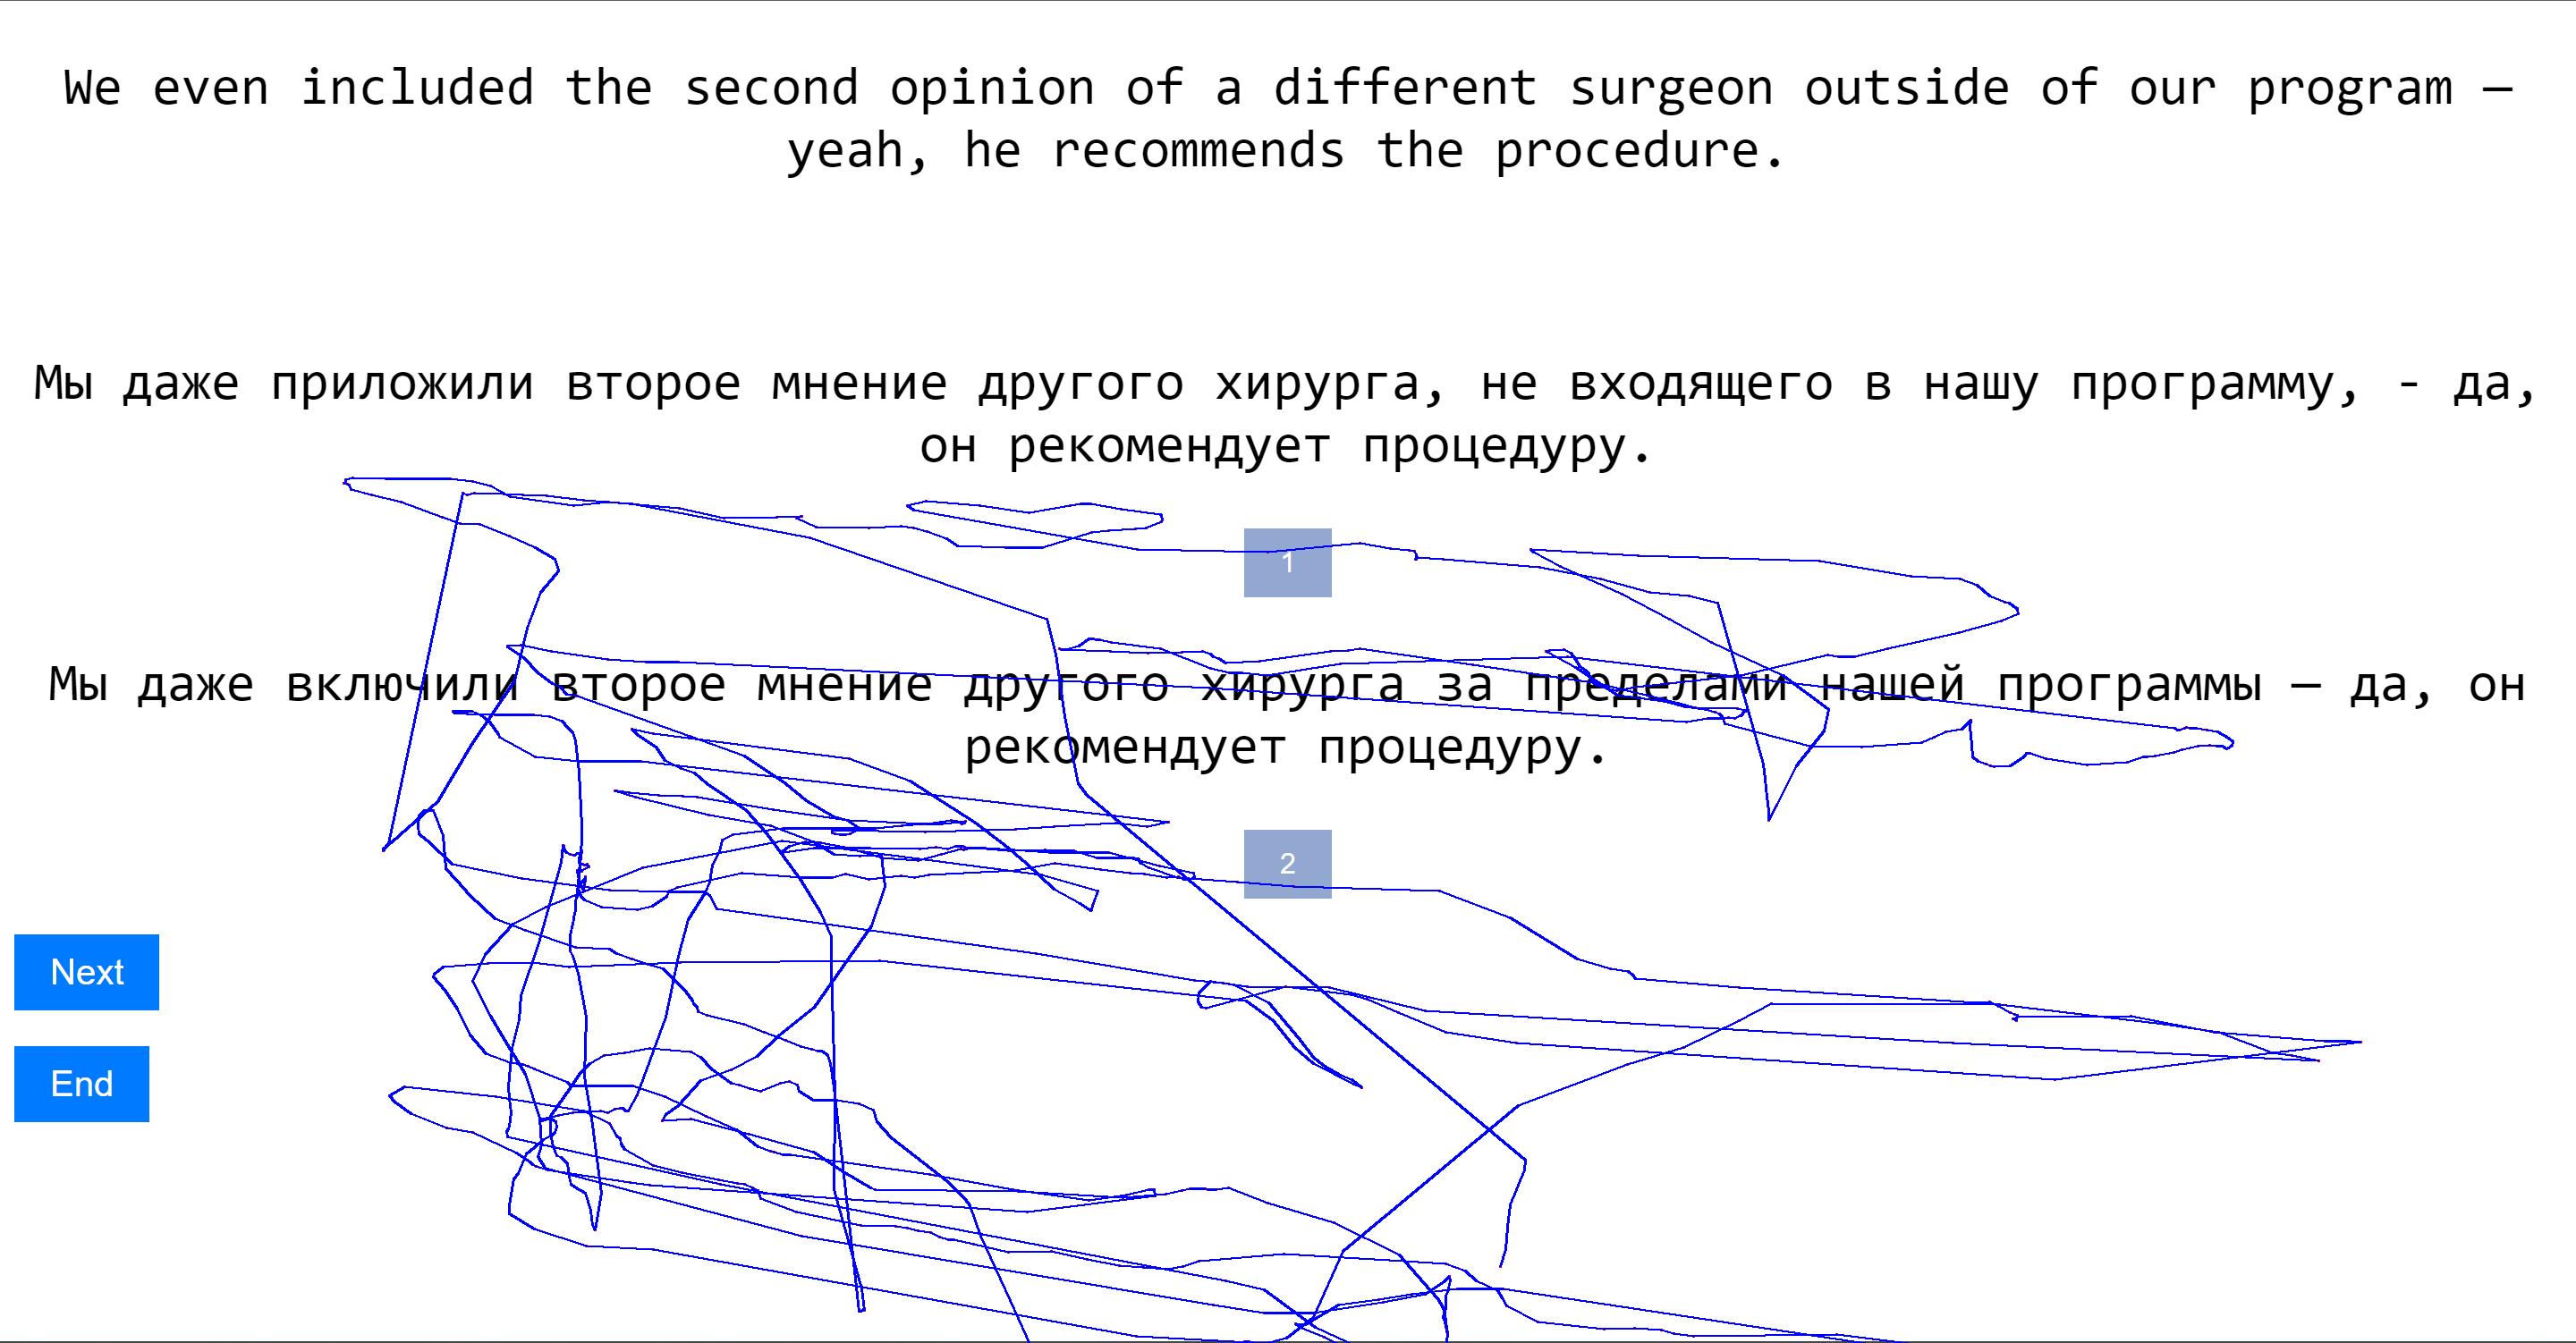 We even included the second opinion of a different surgeon outside of our program —
yeah, he recommends the procedure.
Мы даже приложили второе мнение другого хирурга, не входящего в нашу программу, - да,
он рекомендует процедуру.
1
Мы даже включили второе мнение другого хирурга за пределами нашей программы — да, он
рекомендует процедуру.
2
Next
End